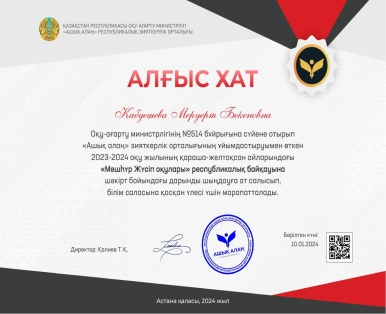 ҚАЗАҚСТАН РЕСПУБЛИКАСЫ ОҚУ АҒАРТУ МИНИСТРЛІГІ
«АШЫҚ АЛАҢ» РЕСПУБЛИКАЛЫҚ ЗИЯТКЕРЛІК ОРТАЛЫҒЫ
АЛҒЫС ХАТ
Кабдешева Меруерт Бекеновна
Оқу-ағарту министрлігінің №514 бұйрығына сүйене отырып
«Ашық алаң» зияткерлік орталығының ұйымдастыруымен өткен
2023-2024 оқу жылының қараша-желтоқсан айларындағы
«Мәшһүр Жүсіп оқулары» республикалық байқауына
шәкірт бойындағы дарынды шыңдауға ат салысып,
білім саласына қосқан үлесі үшін марапатталады.
Директор: Қалиев Т.Қ.
АШЫҚ АЛАҢ
Берілген күні:
10.01.2024
Астана қаласы, 2024 жыл